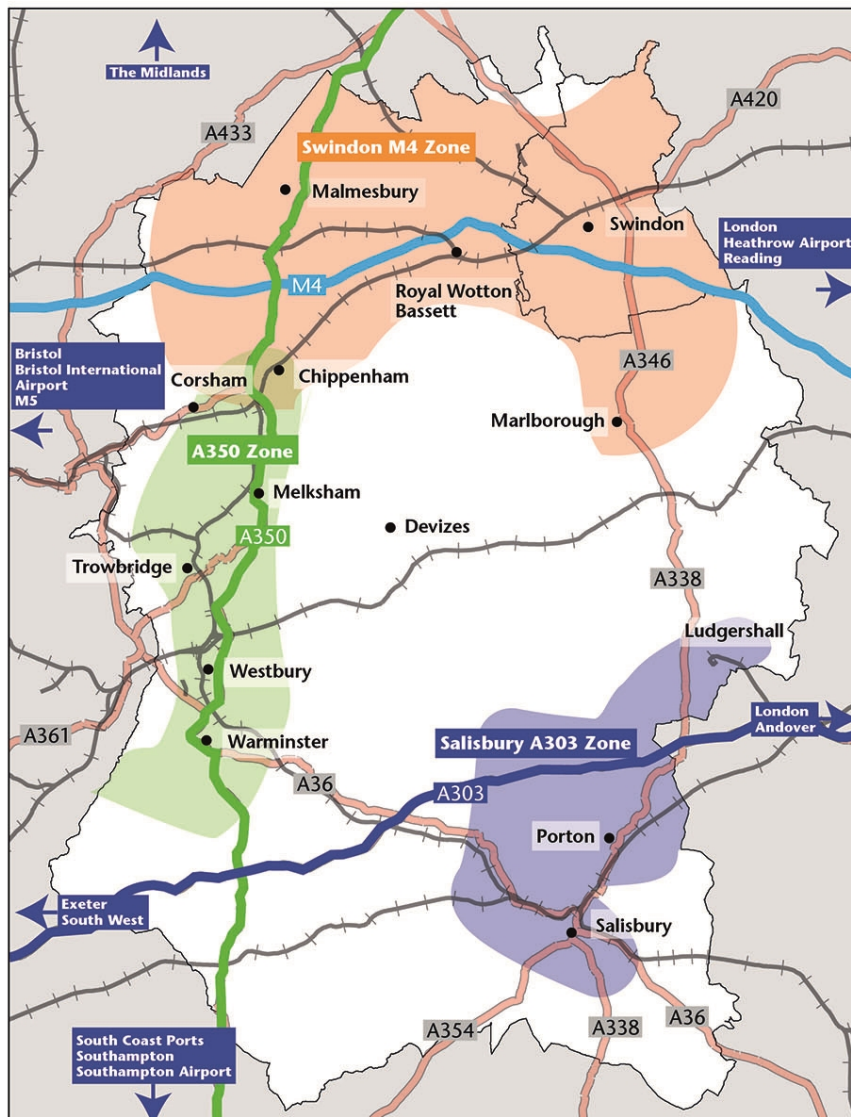 The Midlands
A433
A420
Swindon M4 Zone
Malmesbury
Swindon
London
Heathrow Airport
Reading
M4
Royal Wotton
Bassett
Bristol
Bristol International
Airport
M5
Corsham
Chippenham
A346
Marlborough
A350 Zone
Melksham
Devizes
A350
Trowbridge
A338
Ludgershall
Westbury
A361
Warminster
Salisbury A303 Zone
London
Andover
A36
A303
Porton
Exeter
South West
Salisbury
A354
A338
A36
South Coast Ports
Southampton
Southampton Airport